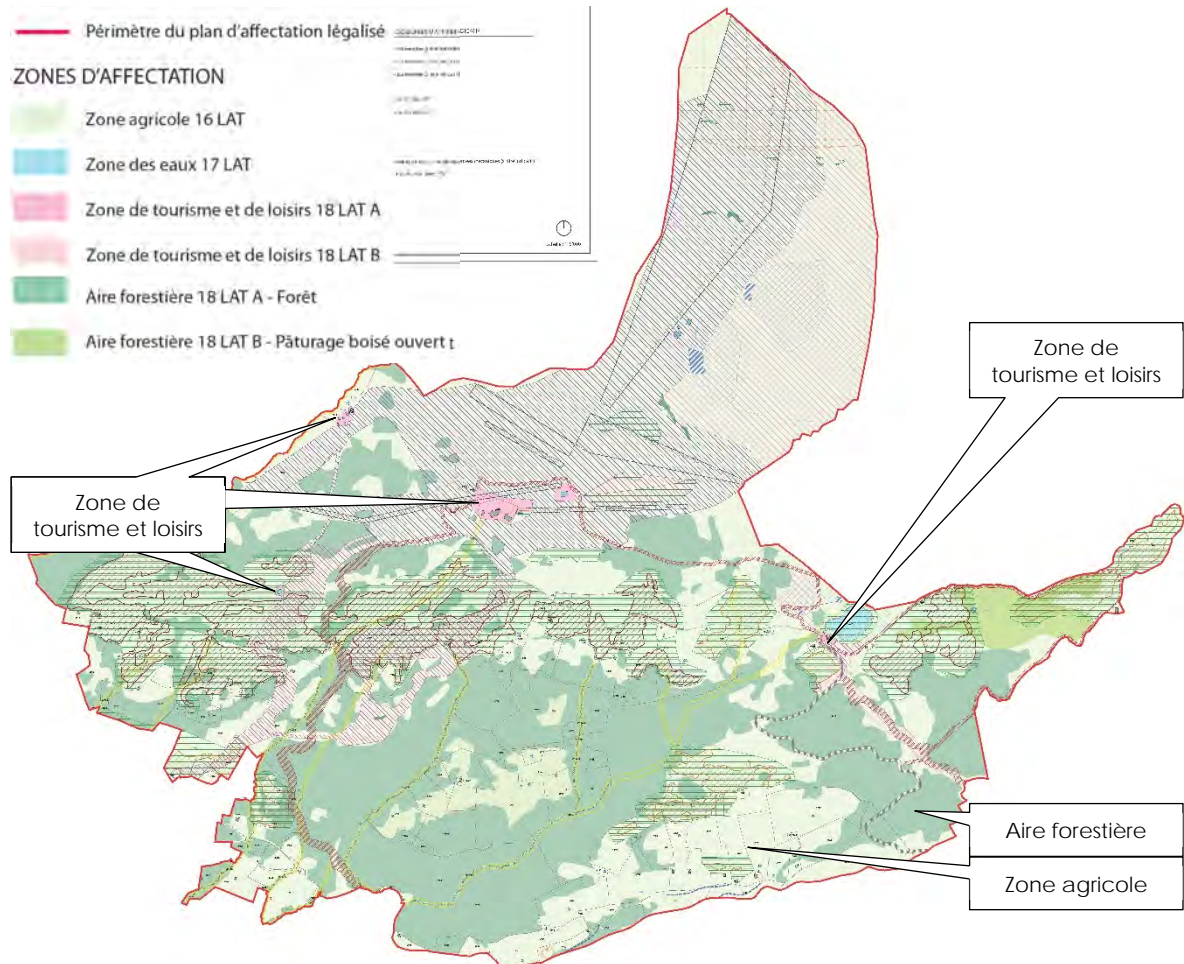 Périmètre du plan d'affectation légalisé
ZONES D'AFFECTATION
Zone agricole 16 LAT
Zone des eaux 17 LAT
Zone de tourisme et de loisirs 18 LAT A
Zone de tourisme et de loisirs 18 LAT B
Aire forestière 18 LAT A - Forêt
Aire forestière 18 LAT B - Pâturage boisé ouvert t
Zone de
tourisme et loisirs
Zone de
tourisme et loisirs
Aire forestière
Zone agricole